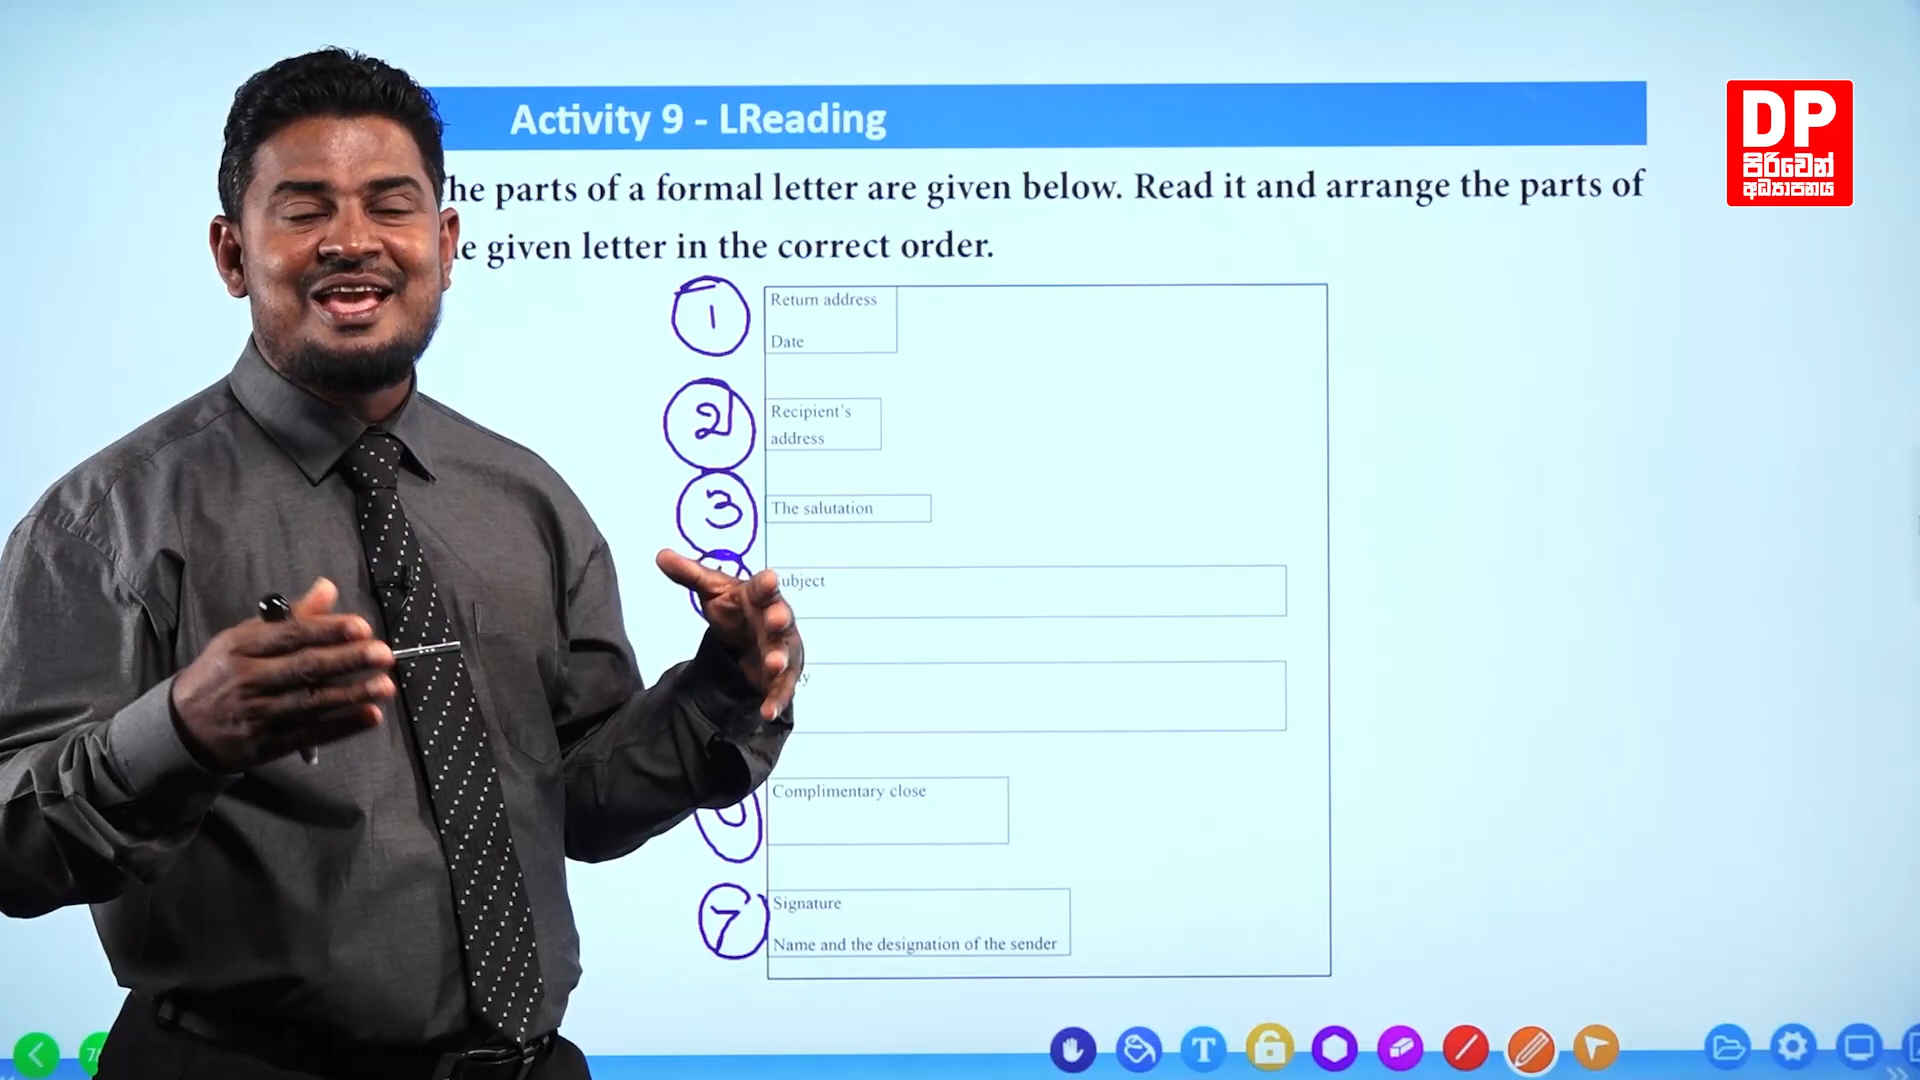 Activity 9 - LReading
DP
පිරිවෙන්
අධ්‍යාපනය
he parts of a formal letter are given below. Read it and arrange the parts of
e given letter in the correct order.
1
Return address
Date
2
Recipient's
address
3
The salutation
ubject
y
Complimentary close
7
Signature
Name and the designation of the sender
T